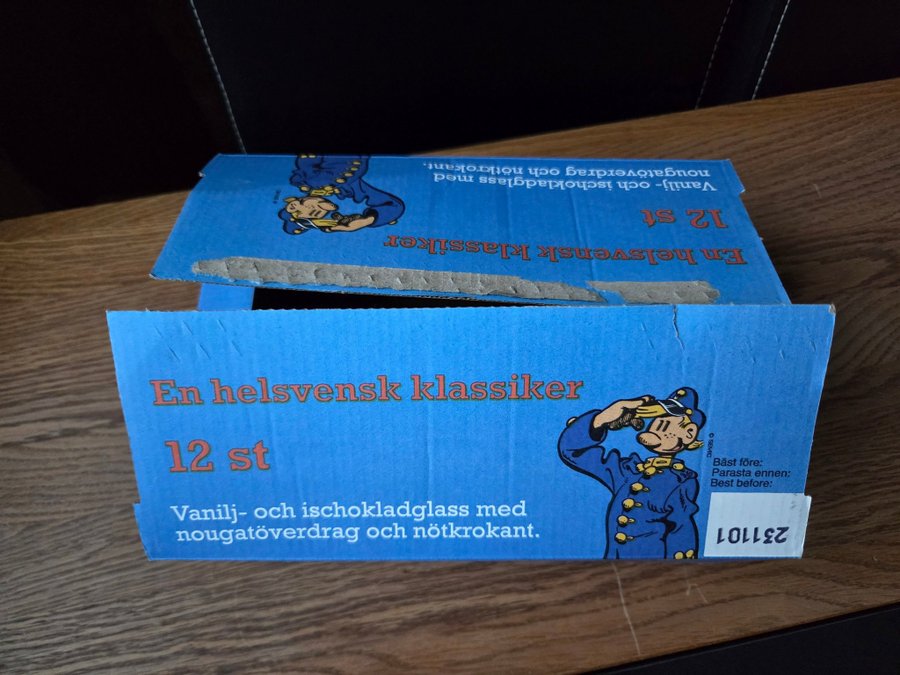 Vanilj- och ischokladglass med
nougatöverdrag och nötkrokant.
12 st
En helsvensk klassiker
En helsvensk klassiker
12 st
Vanilj- och ischokladglass med
nougatöverdrag och nötkrokant.
© SEMIC
Bäst före:
Parasta ennen:
Best before:
231101